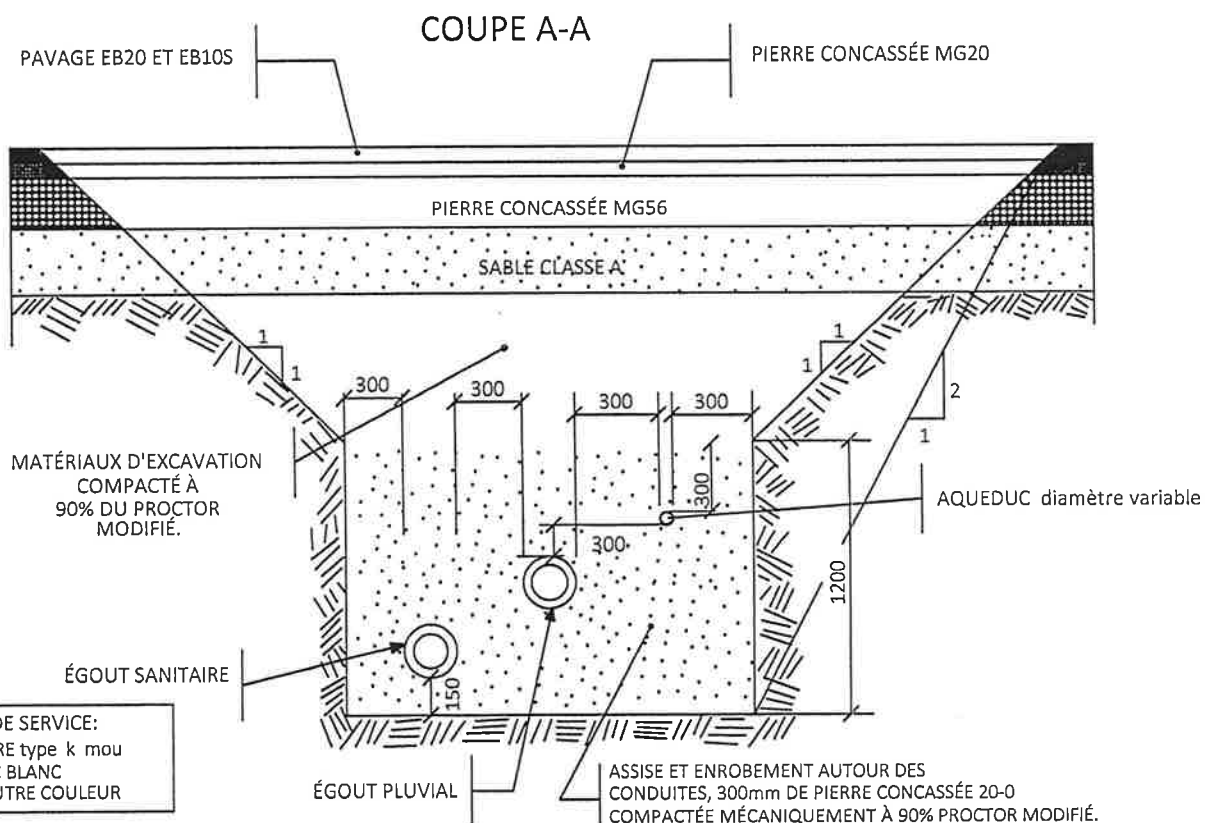 COUPE A-A
PAVAGE EB20 ET EB10S
PIERRE CONCASSÉE MG20
PIERRE CONCASSÉE MG56
SABLE CLASSE A
1
1
1
1
2
1
300
300
300
300
300
300
1200
150
MATÉRIAUX D'EXCAVATION
COMPACTÉ À
90% DU PROCTOR
MODIFIÉ.
AQUEDUC diamètre variable
ÉGOUT SANITAIRE
DE SERVICE:
type k mou
BLANC
COULEUR
ÉGOUT PLUVIAL
ASSISE ET ENROBEMENT AUTOUR DES
CONDUITES, 300mm DE PIERRE CONCASSÉE 20-0
COMPACTÉE MÉCANIQUEMENT À 90% PROCTOR MODIFIÉ.